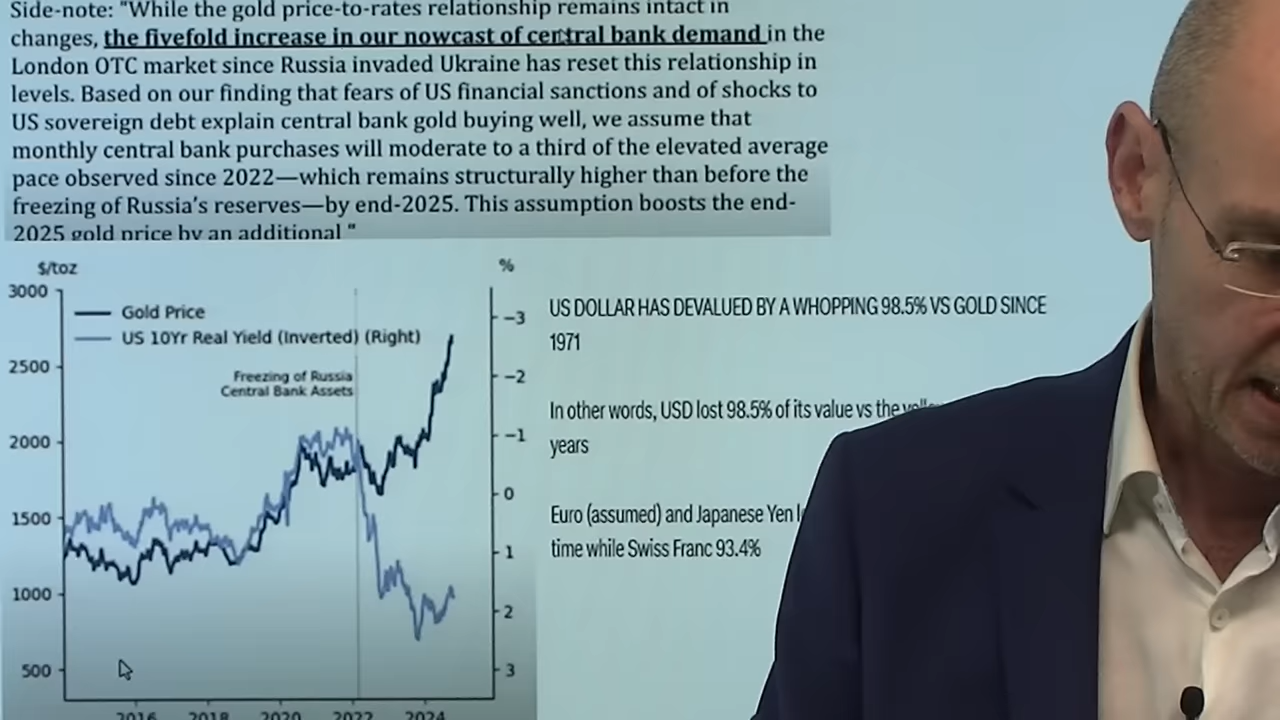 Side-note: "While the gold price-to-rates relationship remains intact in
changes, the fivefold increase in our nowcast of central bank demand in the
London OTC market since Russia invaded Ukraine has reset this relationship in
levels. Based on our finding that fears of US financial sanctions and of shocks to
US sovereign debt explain central bank gold buying well, we assume that
monthly central bank purchases will moderate to a third of the elevated average
pace observed since 2022—which remains structurally higher than before the
freezing of Russia's reserves—by end-2025. This assumption boosts the end-
2025 gold price by an additional "
$/toz
%
3000
2500
2000
1500
1000
500
Gold Price
US 10Yr Real Yield (Inverted) (Right)
Freezing of Russia
Central Bank Assets
−3
−2
−1
0
1
2
3
2016 2018 2020 2022 2024
US DOLLAR HAS DEVALUED BY A WHOPPING 98.5% VS GOLD SINCE
1971
In other words, USD lost 98.5% of its value vs the
years
Euro (assumed) and Japanese Yen
time while Swiss Franc 93.4%